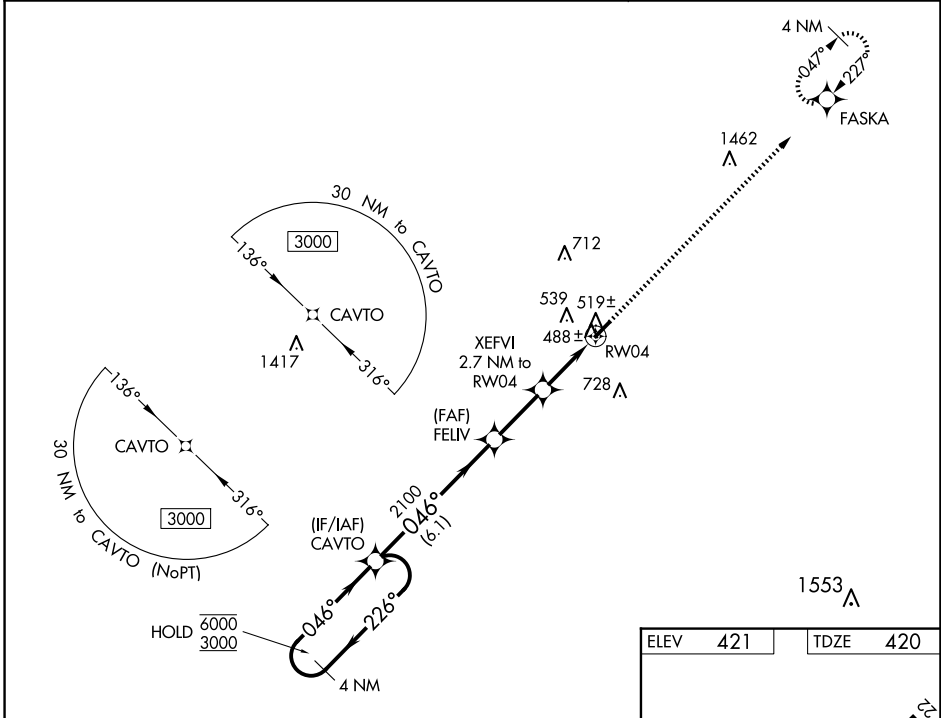 4 NM
047°
227°
FASKA
1462
30 NM to CAVTO
3000
136°
CAVTO
316°
1417
712
539
519±
488±
RW04
XEFVI
2.7 NM to
RW04
728
(FAF)
FELIV
136°
CAVTO
316°
3000
30 NM to CAVTO (NoPT)
2100
046°
(6.1)
(IF/IAF)
CAVTO
046°
226°
HOLD
6000
3000
4 NM
1553
ELEV 421
TDZE 420
22